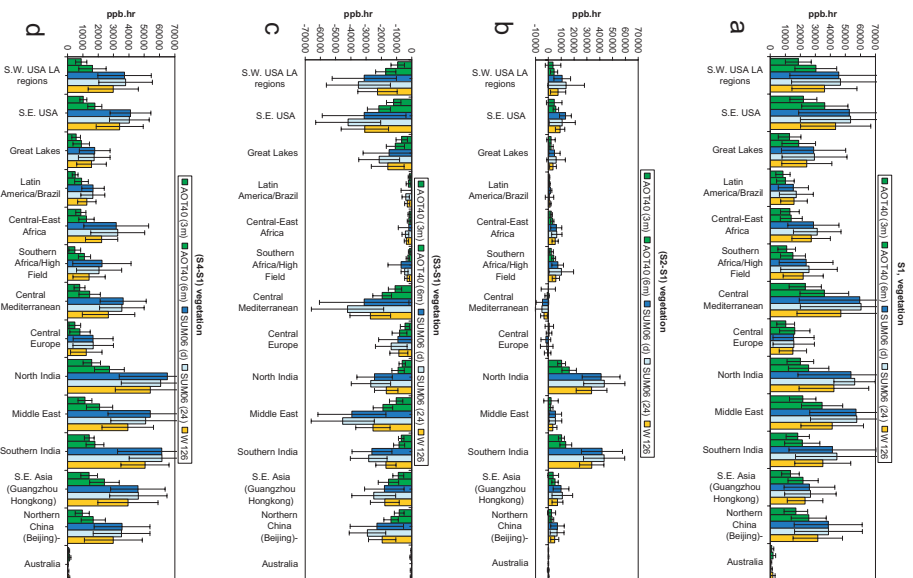 S1, vegetation
AOT40 (3m) AOT40 (6m) SUM06 (d) SUM06 (24) W126
a
ppb.hr
70000
60000
50000
40000
30000
20000
10000
0
S.W. USA LA
regions
S.E. USA
Great Lakes
Latin
America/Brazil
Central-East
Africa
Southern
Africa/High
Field
Central
Mediterranean
Central
Europe
North India
Middle East
Southern India
S.E. Asia
(Guangzhou
Hongkong)
Northern
China
(Beijing)-
Australia
(S2-S1) vegetation
AOT40 (3m) AOT40 (6m) SUM06 (d) SUM06 (24) W126
b
ppb.hr
70000
60000
50000
40000
30000
20000
10000
0
-10000
S.W. USA LA
regions
S.E. USA
Great Lakes
Latin
America/Brazil
Central-East
Africa
Southern
Africa/High
Field
Central
Mediterranean
Central
Europe
North India
Middle East
Southern India
S.E. Asia
(Guangzhou
Hongkong)
Northern
China
(Beijing)-
Australia
(S3-S1) vegetation
AOT40 (3m) AOT40 (6m) SUM06 (d) SUM06 (24) W126
c
ppb.hr
0
-10000
-20000
-30000
-40000
-50000
-60000
-70000
S.W. USA LA
regions
S.E. USA
Great Lakes
Latin
America/Brazil
Central-East
Africa
Southern
Africa/High
Field
Central
Mediterranean
Central
Europe
North India
Middle East
Southern India
S.E. Asia
(Guangzhou
Hongkong)
Northern
China
(Beijing)-
Australia
(S4-S1) vegetation
AOT40 (3m) AOT40 (6m) SUM06 (d) SUM06 (24) W126
d
ppb.hr
70000
60000
50000
40000
30000
20000
10000
0
S.W. USA LA
regions
S.E. USA
Great Lakes
Latin
America/Brazil
Central-East
Africa
Southern
Africa/High
Field
Central
Mediterranean
Central
Europe
North India
Middle East
Southern India
S.E. Asia
(Guangzhou
Hongkong)
Northern
China
(Beijing)-
Australia